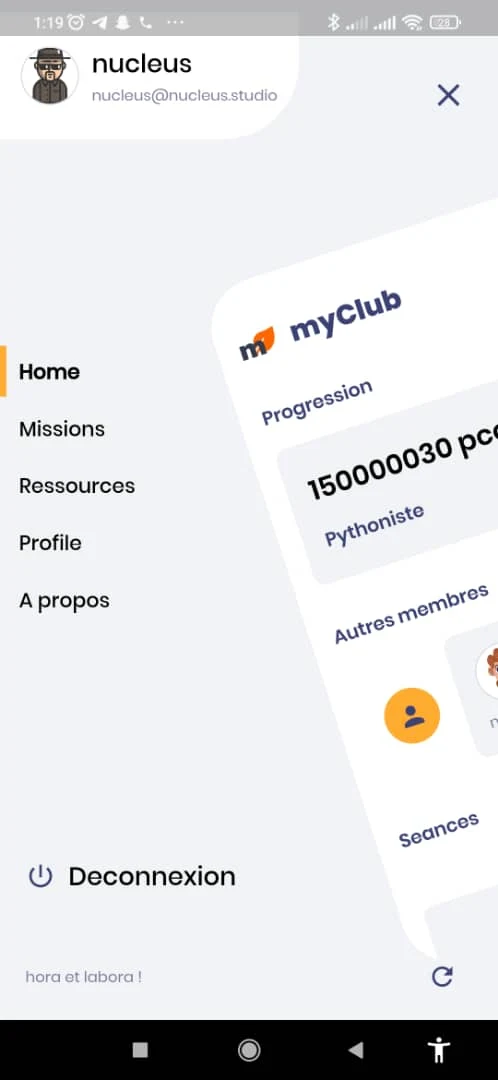 1:19
28
nucleus
nucleus@nucleus.studio
m
myClub
Progression
150000030 pcc
Pythoniste
Home
Missions
Ressources
Profile
A propos
Autres membres
n
Seances
Deconnexion
hora et labora !